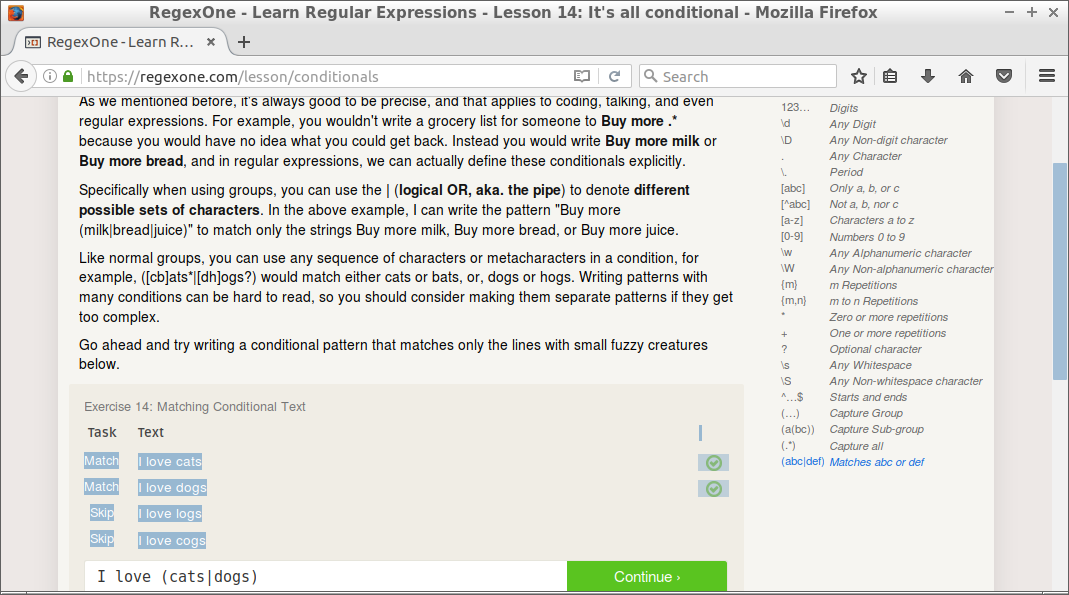 RegexOne - Learn Regular Expressions - Lesson 14: It's all conditional - Mozilla Firefox
RegexOne - Learn R...
https://regexone.com/lesson/conditionals
Search
As we mentioned before, it's always good to be precise, and that applies to coding, talking, and even
regular expressions. For example, you wouldn't write a grocery list for someone to Buy more .*
because you would have no idea what you could get back. Instead you would write Buy more milk or
Buy more bread, and in regular expressions, we can actually define these conditionals explicitly.
Specifically when using groups, you can use the | (logical OR, aka. the pipe) to denote different
possible sets of characters. In the above example, I can write the pattern "Buy more
(milk|bread|juice)" to match only the strings Buy more milk, Buy more bread, or Buy more juice.
Like normal groups, you can use any sequence of characters or metacharacters in a condition, for
example, ([cb]ats*|[dh]ogs?) would match either cats or bats, or, dogs or hogs. Writing patterns with
many conditions can be hard to read, so you should consider making them separate patterns if they get
too complex.
Go ahead and try writing a conditional pattern that matches only the lines with small fuzzy creatures
below.
Exercise 14: Matching Conditional Text
Task Text
Match I love cats
Match I love dogs
Skip I love logs
Skip I love cogs
I love (cats|dogs)
Continue ›
123... Digits
\d Any Digit
\D Any Non-digit character
. Any Character
\. Period
[abc] Only a, b, or c
[^abc] Not a, b, nor c
[a-z] Characters a to z
[0-9] Numbers 0 to 9
\w Any Alphanumeric character
\W Any Non-alphanumeric character
{m} m Repetitions
{m,n} m to n Repetitions
* Zero or more repetitions
+ One or more repetitions
? Optional character
\s Any Whitespace
\S Any Non-whitespace character
^...$ Starts and ends
(...) Capture Group
(a(bc)) Capture Sub-group
(.*) Capture all
(abc|def) Matches abc or def